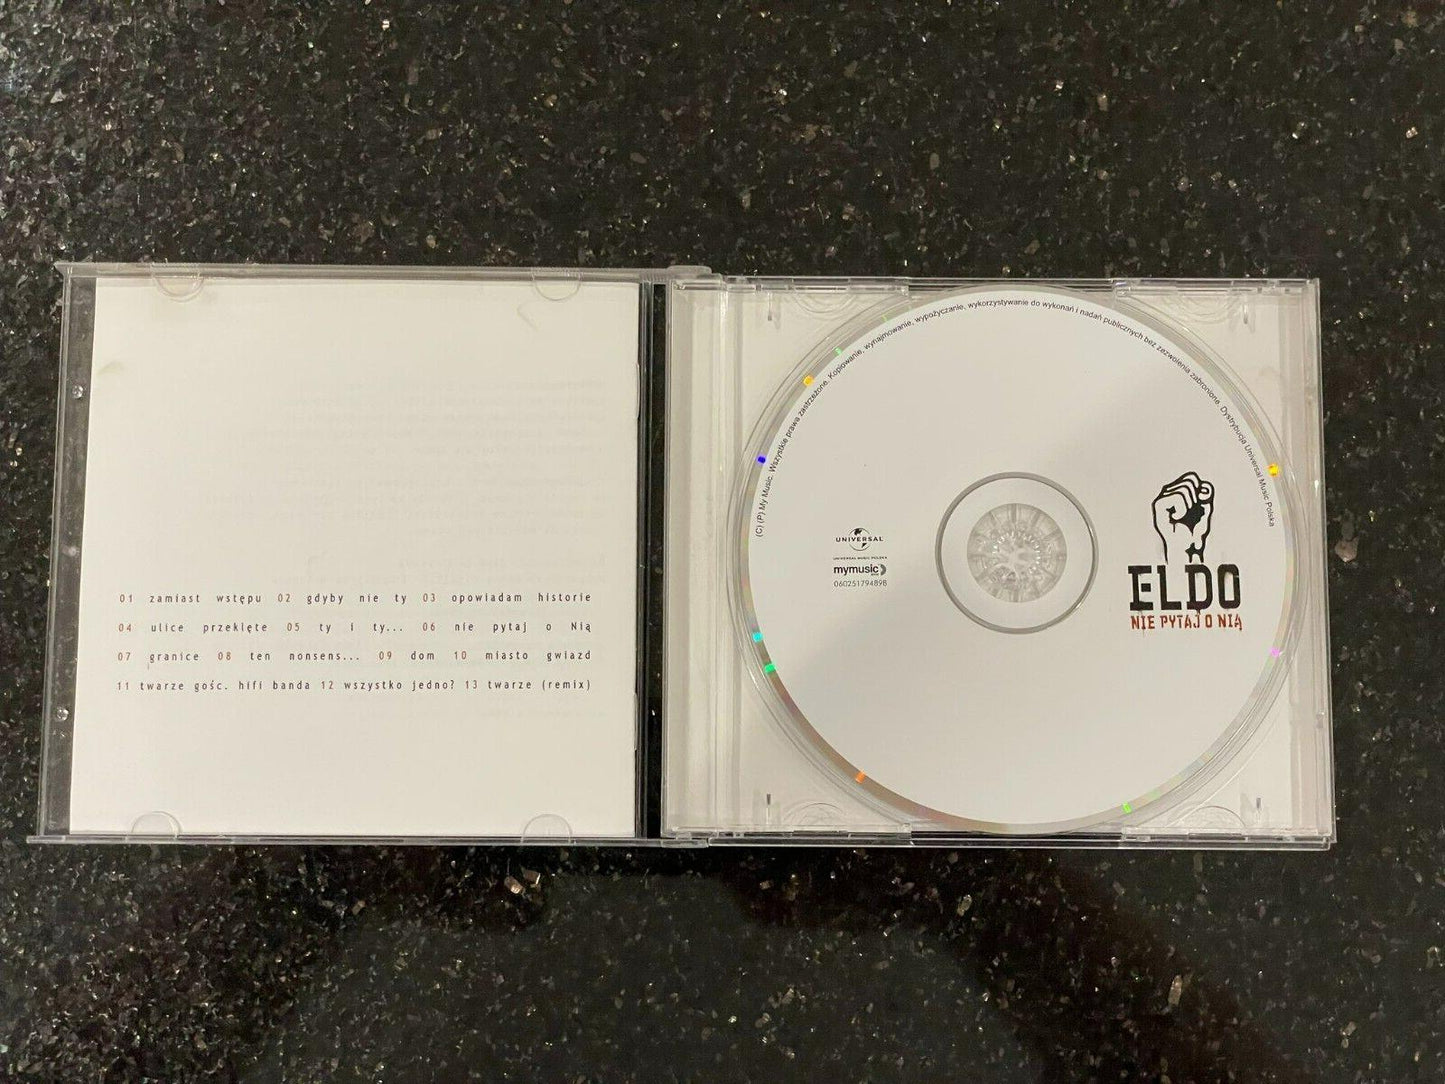 01 zamiast wstępu 02 gdyby nie ty 03 opowiadam historie
04 ulice przeklęte 05 ty i ty... 06 nie pytaj o Nią
07 granice 08 ten nonsens... 09 dom 10 miasto gwiazd
11 twarze gośc. hifi banda 12 wszystko jedno? 13 twarze (remix)
(C) (P) My Music. Wszystkie prawa zastrzeżone. Kopiowanie, wynajmowanie, wypożyczanie, wykorzystywanie do wykonań i nadań publicznych bez zezwolenia zabronione. Dystrybucja Universal Music Polska
UNIVERSAL
UNIVERSAL MUSIC POLSKA
mymusic
060251794898
ELDO
NIE PYTAJ O NIĄ